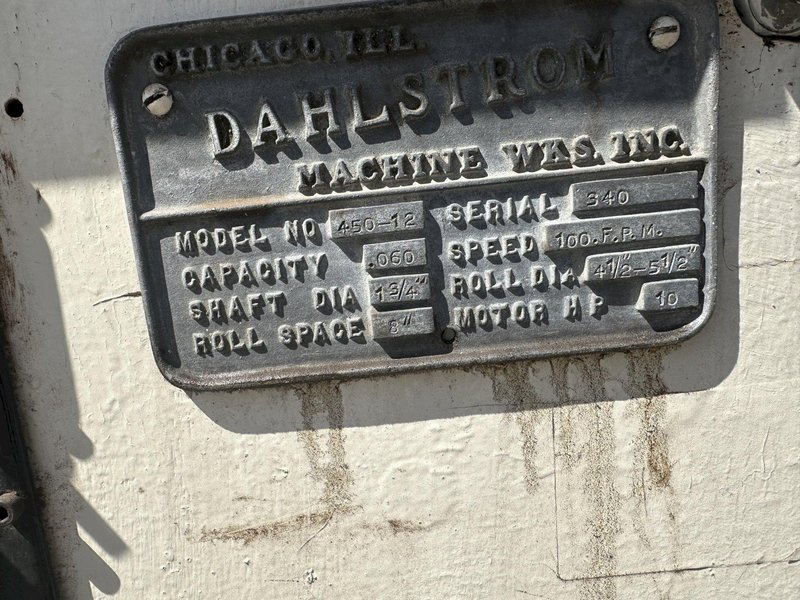 CHICAGO, ILL.
DAHLSTROM
MACHINE WKS. INC.
MODEL NO 450-12 SERIAL 340
CAPACITY .060 SPEED 100.F.P.M.
SHAFT DIA 1 3/4" ROLL DIA 4 1/2-5 1/2"
ROLL SPACE 8" MOTOR H P 10